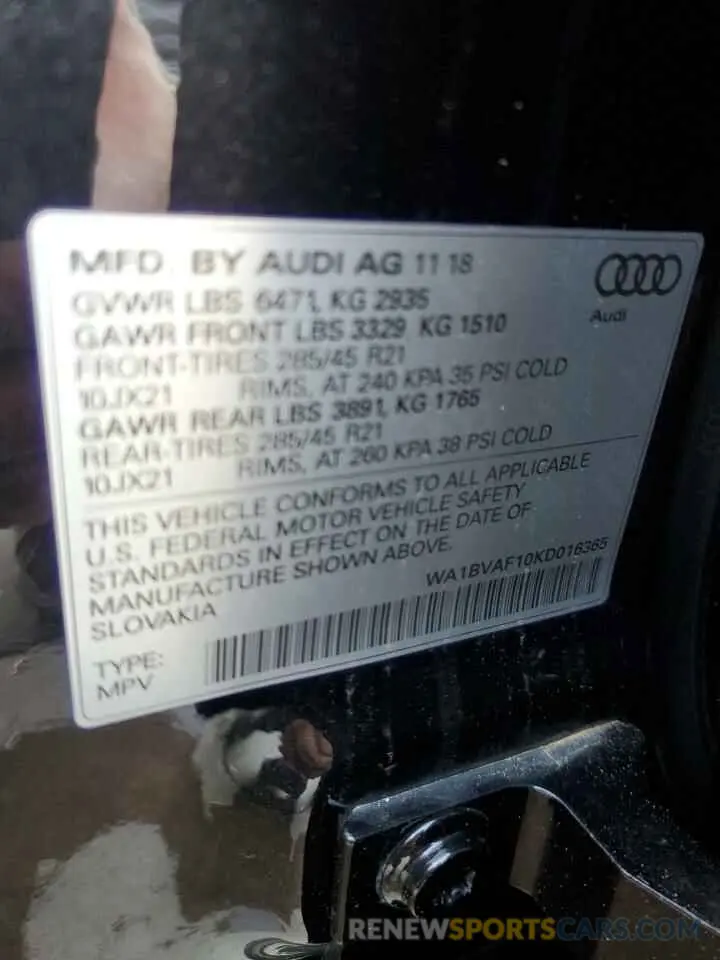 MFD. BY AUDI AG 11 18
Audi
GVWR LBS 6471, KG 2935
GAWR FRONT LBS 3329 KG 1510
FRONT-TIRES 285/45 R21
10JX21 RIMS, AT 240 KPA 35 PSI COLD
GAWR REAR LBS 3891, KG 1765
REAR-TIRES 285/45 R21
10JX21 RIMS, AT 260 KPA 38 PSI COLD
THIS VEHICLE CONFORMS TO ALL APPLICABLE
U.S. FEDERAL MOTOR VEHICLE SAFETY
STANDARDS IN EFFECT ON THE DATE OF
MANUFACTURE SHOWN ABOVE.
SLOVAKIA
WA1BVAF10KD016365
TYPE:
MPV
RENEWSPORTSCARS.COM